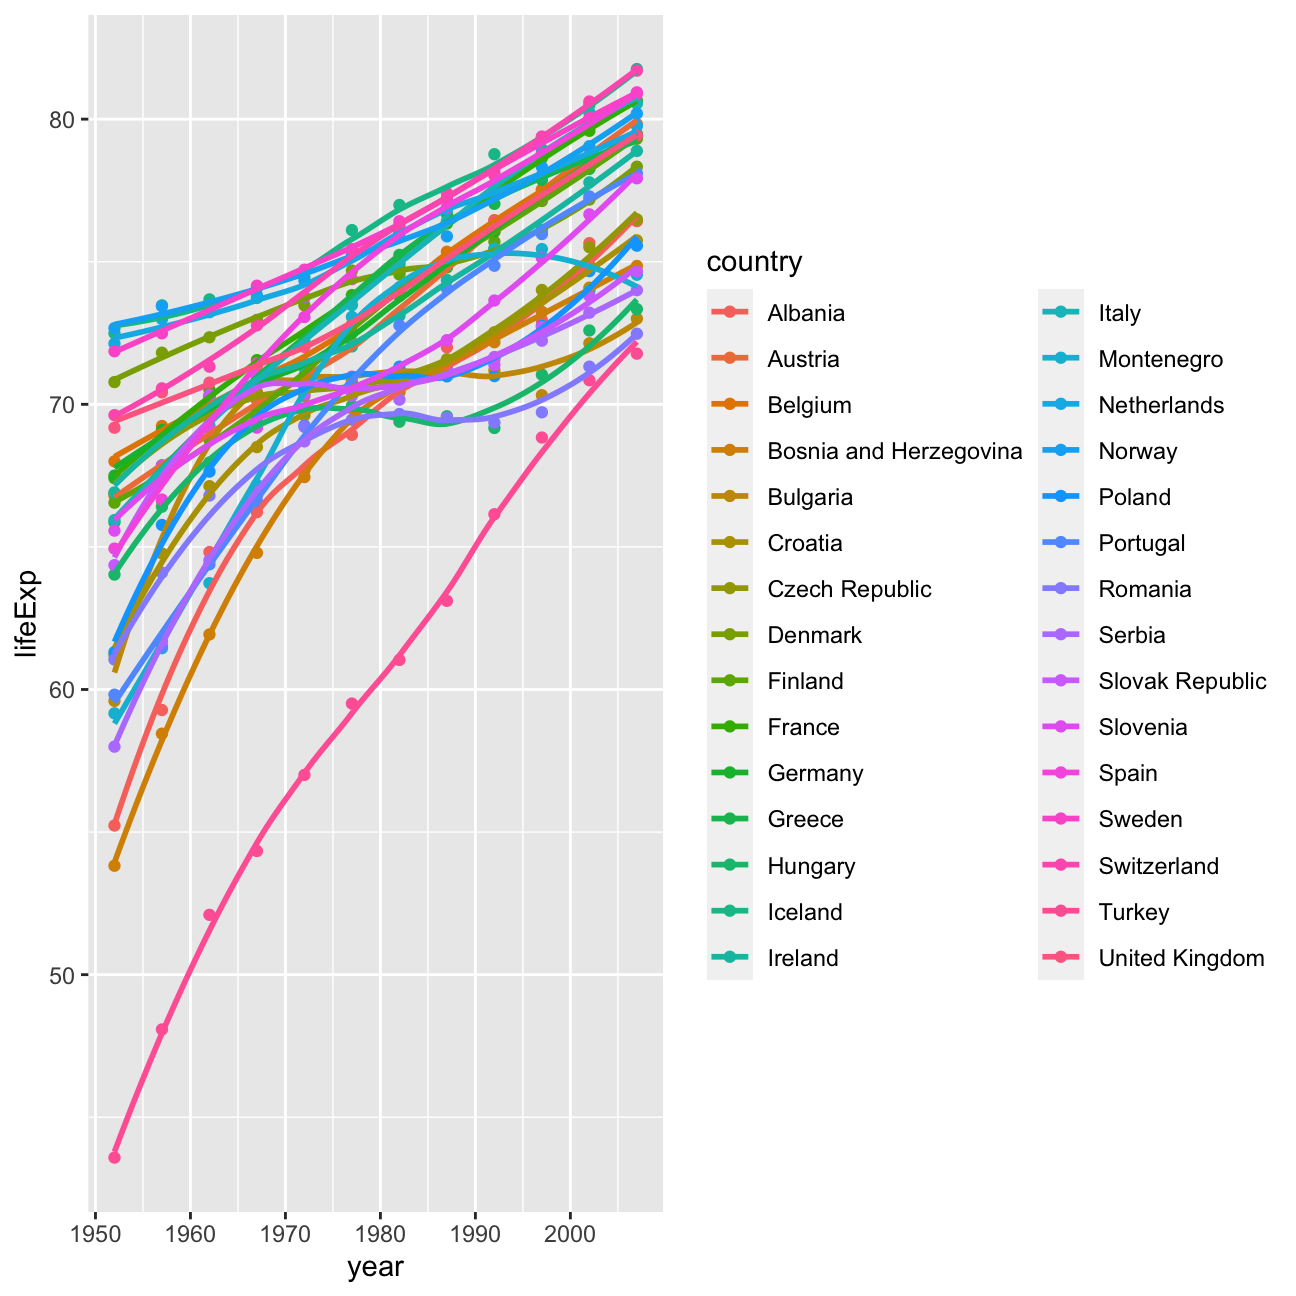 80
70
60
50
lifeExp
1950 1960 1970 1980 1990 2000
year
country
Albania
Austria
Belgium
Bosnia and Herzegovina
Bulgaria
Croatia
Czech Republic
Denmark
Finland
France
Germany
Greece
Hungary
Iceland
Ireland
Italy
Montenegro
Netherlands
Norway
Poland
Portugal
Romania
Serbia
Slovak Republic
Slovenia
Spain
Sweden
Switzerland
Turkey
United Kingdom